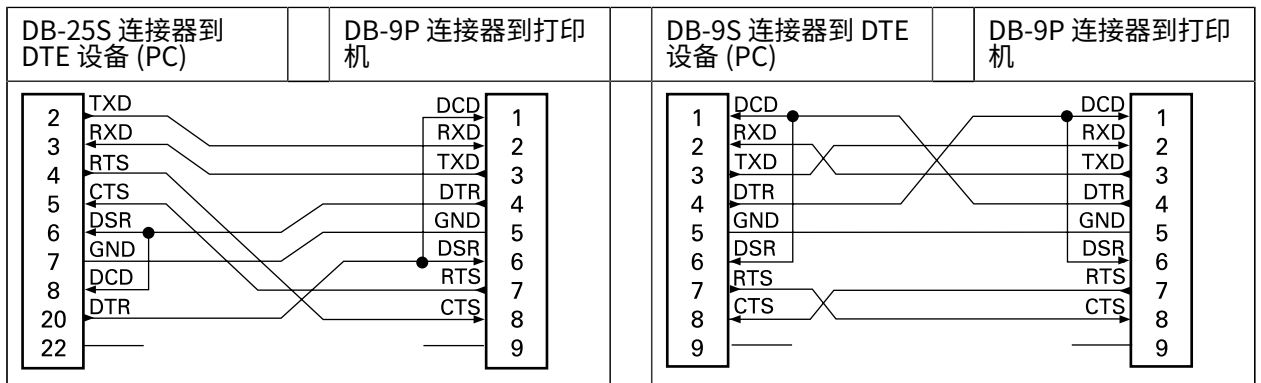 DB-25S 连接器到
DTE 设备 (PC)
DB-9P 连接器到打印
机
DB-9S 连接器到 DTE
设备 (PC)
DB-9P 连接器到打印
机
2 TXD DCD 1
3 RXD RXD 2
4 RTS TXD 3
5 CTS DTR 4
6 DSR GND 5
7 GND DSR 6
8 DCD RTS 7
20 DTR CTS 8
22 9
1 DCD DCD 1
2 RXD RXD 2
3 TXD TXD 3
4 DTR DTR 4
5 GND GND 5
6 DSR DSR 6
7 RTS RTS 7
8 CTS CTS 8
9 9